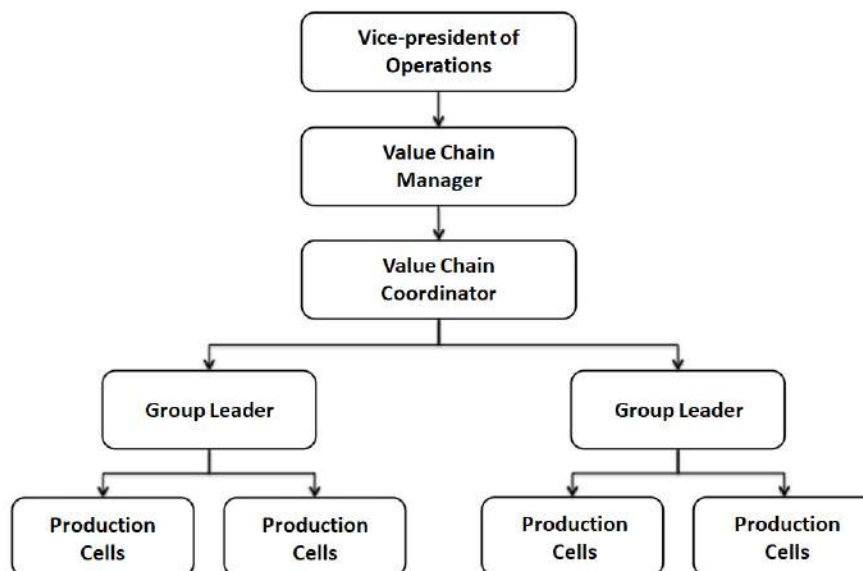 Vice-president of
Operations
Value Chain
Manager
Value Chain
Coordinator
Group Leader
Group Leader
Production
Cells
Production
Cells
Production
Cells
Production
Cells